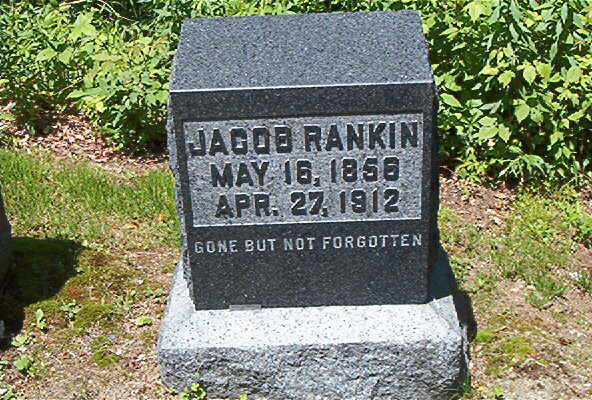 JACOB RANKIN
MAY 16, 1856
APR. 27, 1912
GONE BUT NOT FORGOTTEN